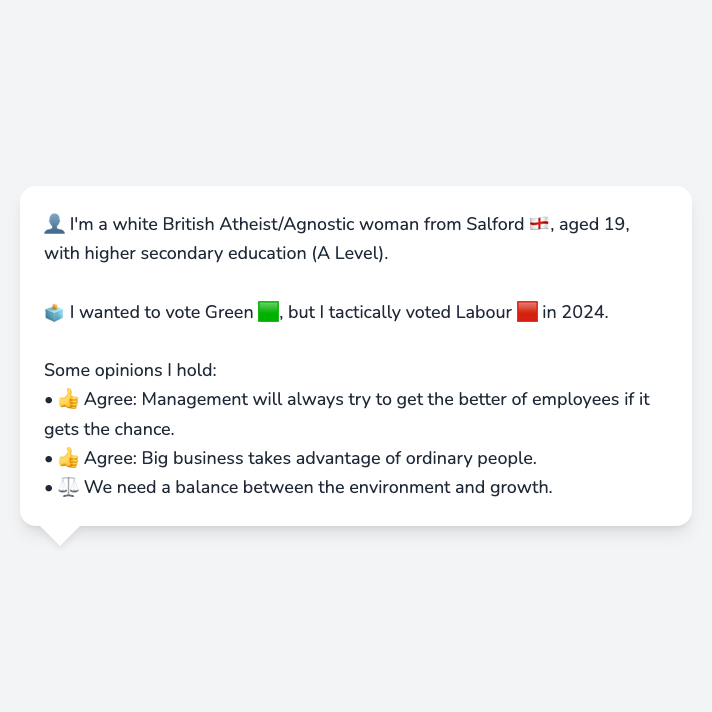 👤 I'm a white British Atheist/Agnostic woman from Salford 🏴󠁧󠁢󠁥󠁮󠁧󠁿, aged 19,
with higher secondary education (A Level).
🗳️ I wanted to vote Green 🟩, but I tactically voted Labour 🟥 in 2024.
Some opinions I hold:
• 👍 Agree: Management will always try to get the better of employees if it
gets the chance.
• 👍 Agree: Big business takes advantage of ordinary people.
• ⚖️ We need a balance between the environment and growth.